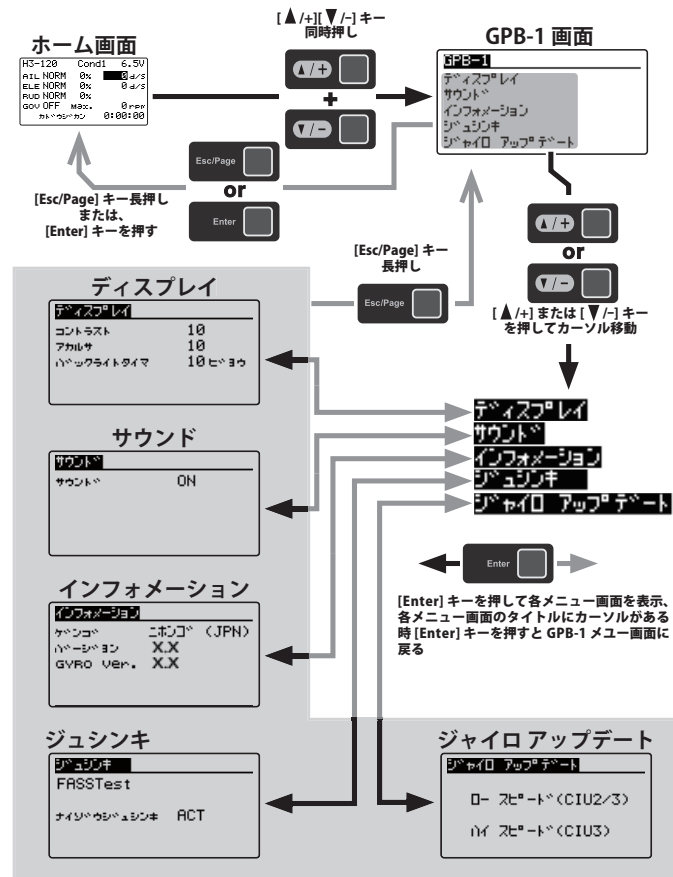 [▲/+][▼/-] キー
同時押し
ホーム画面
H3-120 Cond1 6.5V
AIL NORM 0% 0d/s
ELE NORM 0% 0d/s
RUD NORM 0%
GOV OFF Max. 0rpm
カドウジカン 0:00:00
▲/+
+
▼/−
GPB-1 画面
GPB-1
ディスプレイ
サウンド
インフォメーション
ジュシンキ
ジャイロ アップデート
Esc/Page
or
Enter
[Esc/Page] キー長押し
または、
[Enter] キーを押す
[Esc/Page] キー
長押し
Esc/Page
▲/+
or
▼/−
[▲/+] または [▼/-] キー
を押してカーソル移動
ディスプレイ
ディスプレイ
コントラスト 10
アカルサ 10
バックライトタイマ 10ビョウ
サウンド
サウンド
サウンド ON
インフォメーション
インフォメーション
ゲンゴ ニホンゴ (JPN)
バージョン X.X
GYRO Ver. X.X
ディスプレイ
サウンド
インフォメーション
ジュシンキ
ジャイロ アップデート
Enter
[Enter] キーを押して各メニュー画面を表示、
各メニュー画面のタイトルにカーソルがある
時 [Enter] キーを押すと GPB-1 メユー画面に
戻る
ジュシンキ
ジュシンキ
FASSTest
ナイゾウジュシンキ ACT
ジャイロ アップデート
ジャイロ アップデート
ロー スピード(CIU2/3)
ハイ スピード(CIU3)